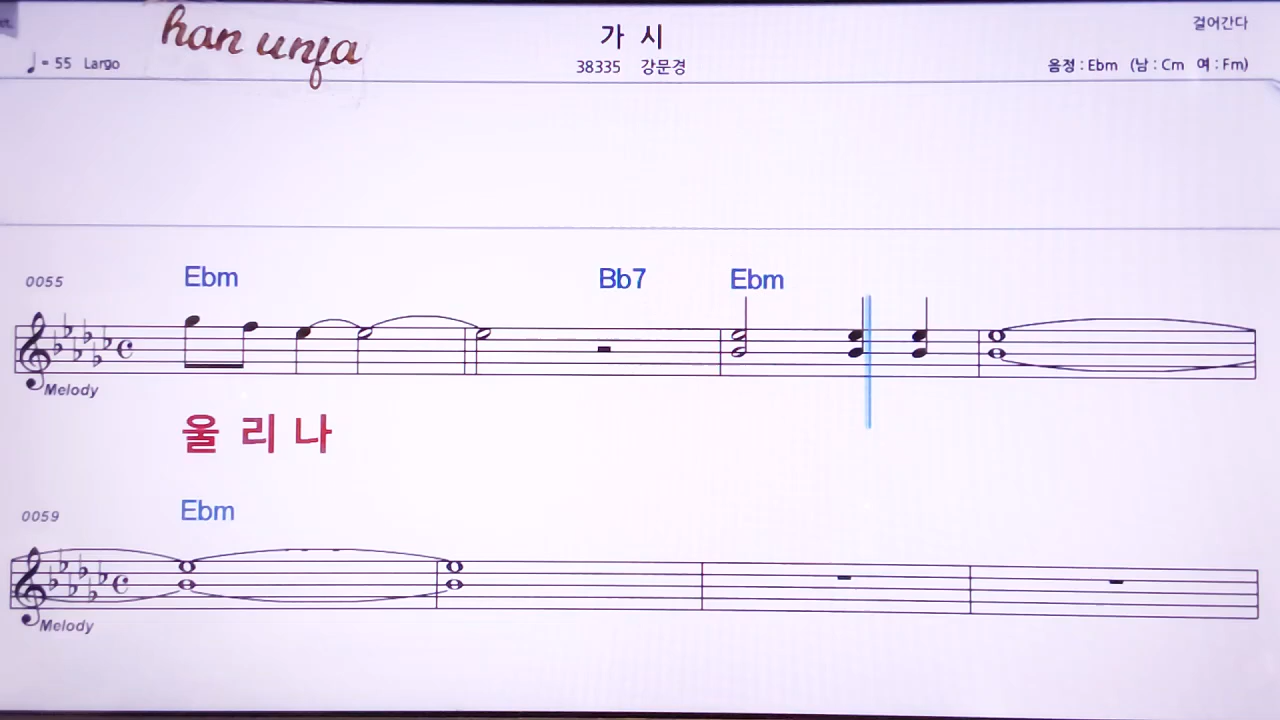 han unfa
가 시
걸어간다
= 55 Largo
38335 강문경
음정 : Ebm (남 : Cm 여 : Fm)
0055
Ebm
Bb7
Ebm
Melody
울 리 나
0059
Ebm
Melody